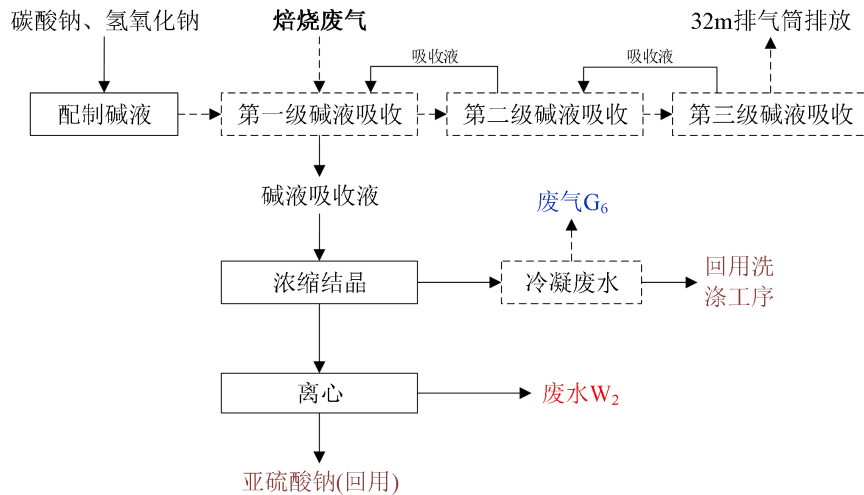 碳酸钠、氢氧化钠
焙烧废气
32m排气筒排放
吸收液
吸收液
配制碱液
第一级碱液吸收
第二级碱液吸收
第三级碱液吸收
碱液吸收液
废气G₆
浓缩结晶
冷凝废水
回用洗
涤工序
离心
废水W₂
亚硫酸钠(回用)